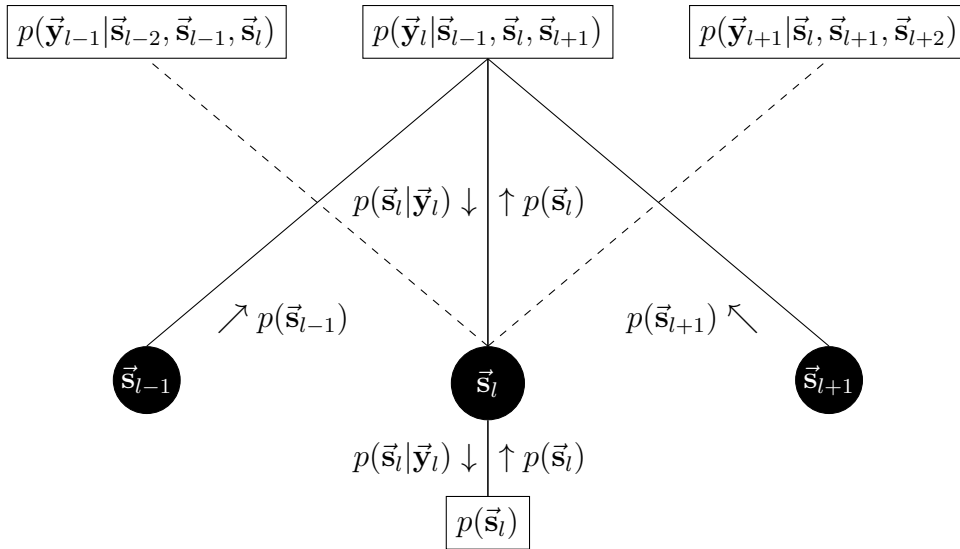 p(y⃗_{l−1}|s⃗_{l−2}, s⃗_{l−1}, s⃗_l) p(y⃗_l|s⃗_{l−1}, s⃗_l, s⃗_{l+1}) p(y⃗_{l+1}|s⃗_l, s⃗_{l+1}, s⃗_{l+2})
p(s⃗_l|y⃗_l) ↓ ↑ p(s⃗_l)
↗ p(s⃗_{l−1}) p(s⃗_{l+1}) ↖
s⃗_{l−1} s⃗_l s⃗_{l+1}
p(s⃗_l|y⃗_l) ↓ ↑ p(s⃗_l)
p(s⃗_l)